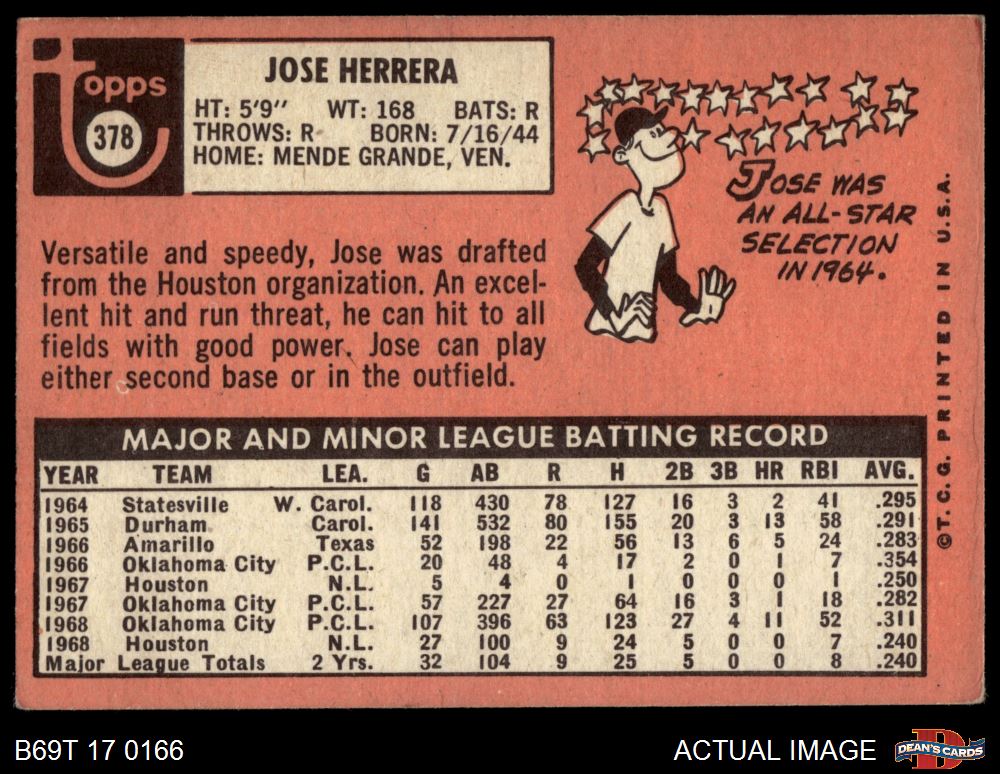 topps
378
JOSE HERRERA
HT: 5'9" WT: 168 BATS: R
THROWS: R BORN: 7/16/44
HOME: MENDE GRANDE, VEN.
Versatile and speedy, Jose was drafted
from the Houston organization. An excel-
lent hit and run threat, he can hit to all
fields with good power. Jose can play
either second base or in the outfield.
JOSE WAS
AN ALL-STAR
SELECTION
IN 1964.
©T. C. G. PRINTED IN U.S.A.
MAJOR AND MINOR LEAGUE BATTING RECORD
YEAR TEAM LEA. G AB R H 2B 3B HR RBI AVG.
1964 Statesville W. Carol. 118 430 78 127 16 3 2 41 .295
1965 Durham Carol. 141 532 80 155 20 3 13 58 .291
1966 Amarillo Texas 52 198 22 56 13 6 5 24 .283
1966 Oklahoma City P.C.L. 20 48 4 17 2 0 1 7 .354
1967 Houston N.L. 5 4 0 1 0 0 0 1 .250
1967 Oklahoma City P.C.L. 57 227 27 64 16 3 1 18 .282
1968 Oklahoma City P.C.L. 107 396 63 123 27 4 11 52 .311
1968 Houston N.L. 27 100 9 24 5 0 0 7 .240
Major League Totals 2 Yrs. 32 104 9 25 5 0 0 8 .240
B69T 17 0166
ACTUAL IMAGE
DEAN'S CARDS